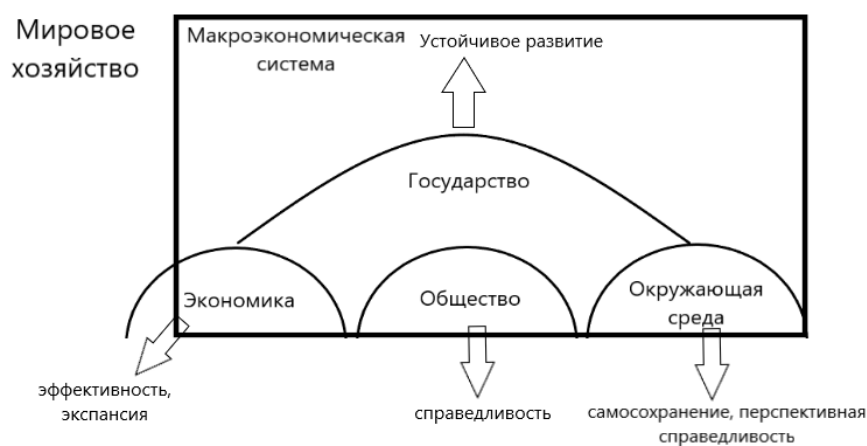 Мировое
хозяйство
Макроэкономическая
система
Устойчивое развитие
Государство
Экономика
Общество
Окружающая
среда
эффективность,
экспансия
справедливость
самосохранение, перспективная
справедливость